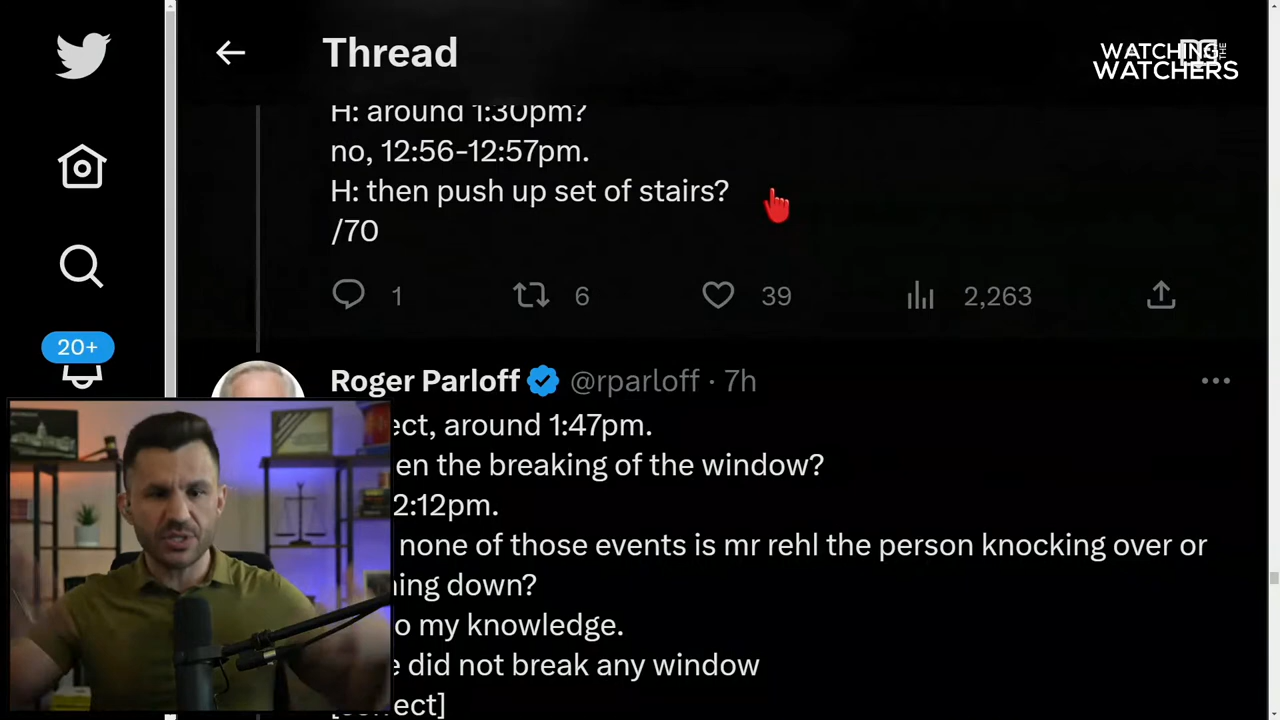 Thread
WATCHING THE
WATCHERS
H: around 1:30pm?
no, 12:56-12:57pm.
H: then push up set of stairs?
/70
1
6
39
2,263
20+
Roger Parloff @rparloff · 7h
ect, around 1:47pm.
en the breaking of the window?
2:12pm.
none of those events is mr rehl the person knocking over or
ing down?
o my knowledge.
e did not break any window
ect]